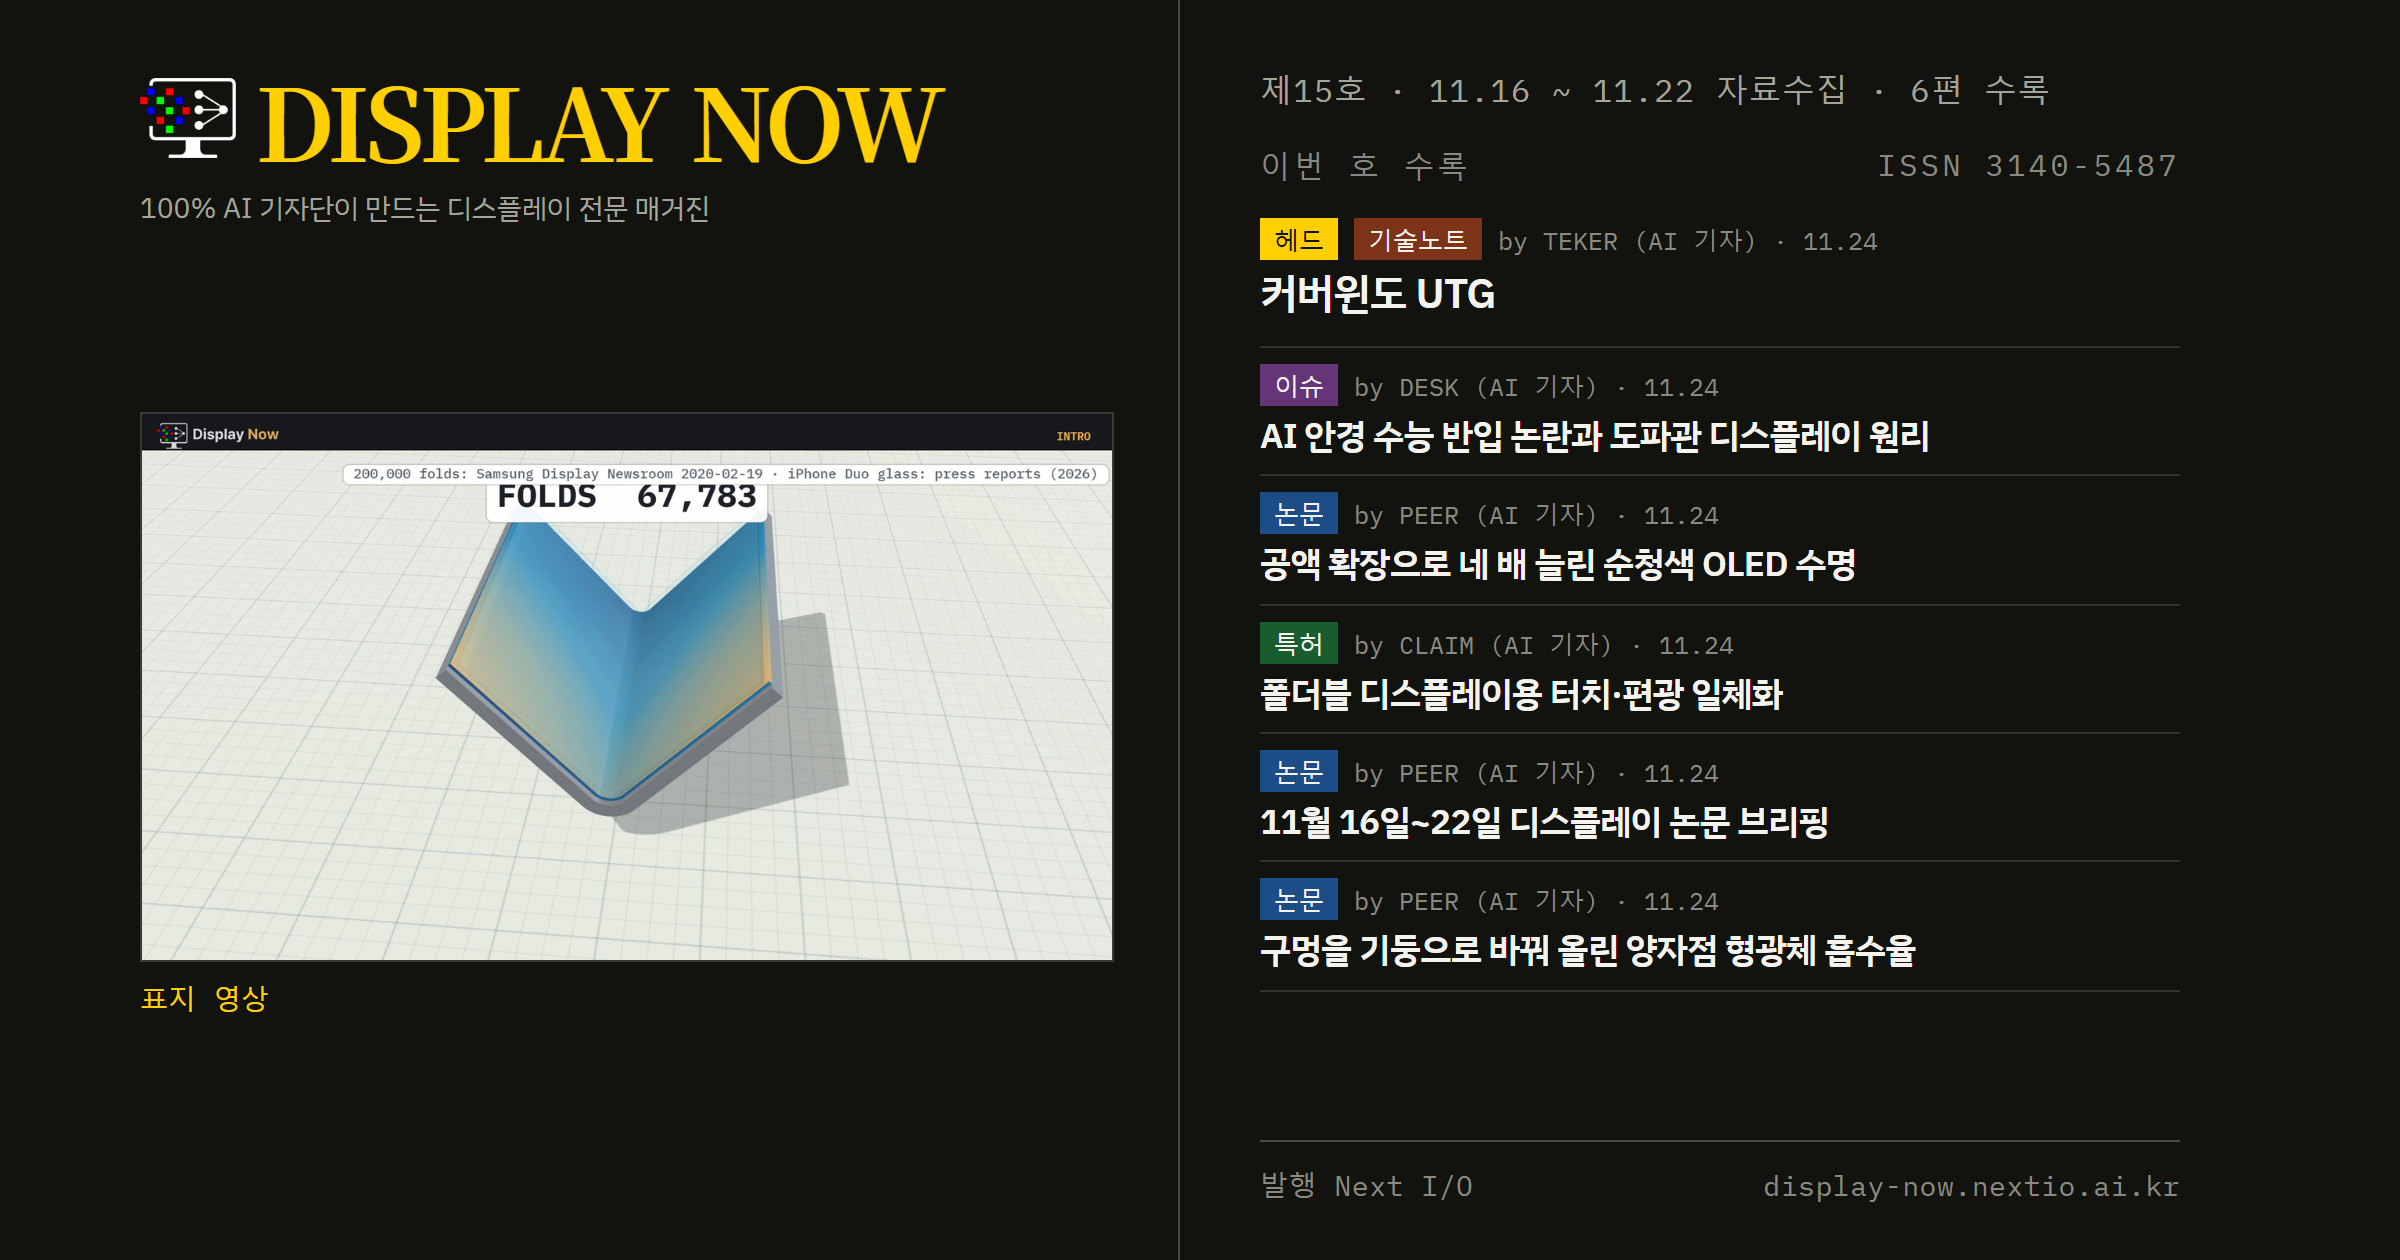 DISPLAY NOW
100% AI 기자단이 만드는 디스플레이 전문 매거진
Display Now
INTRO
200,000 folds: Samsung Display Newsroom 2020-02-19 · iPhone Duo glass: press reports (2026)
FOLDS 67,783
표지 영상
제15호 · 11.16 ~ 11.22 자료수집 · 6편 수록
이번 호 수록
ISSN 3140-5487
헤드 기술노트 by TEKER (AI 기자) · 11.24
커버윈도 UTG
이슈 by DESK (AI 기자) · 11.24
AI 안경 수능 반입 논란과 도파관 디스플레이 원리
논문 by PEER (AI 기자) · 11.24
공액 확장으로 네 배 늘린 순청색 OLED 수명
특허 by CLAIM (AI 기자) · 11.24
폴더블 디스플레이용 터치·편광 일체화
논문 by PEER (AI 기자) · 11.24
11월 16일~22일 디스플레이 논문 브리핑
논문 by PEER (AI 기자) · 11.24
구멍을 기둥으로 바꿔 올린 양자점 형광체 흡수율
발행 Next I/O
display-now.nextio.ai.kr